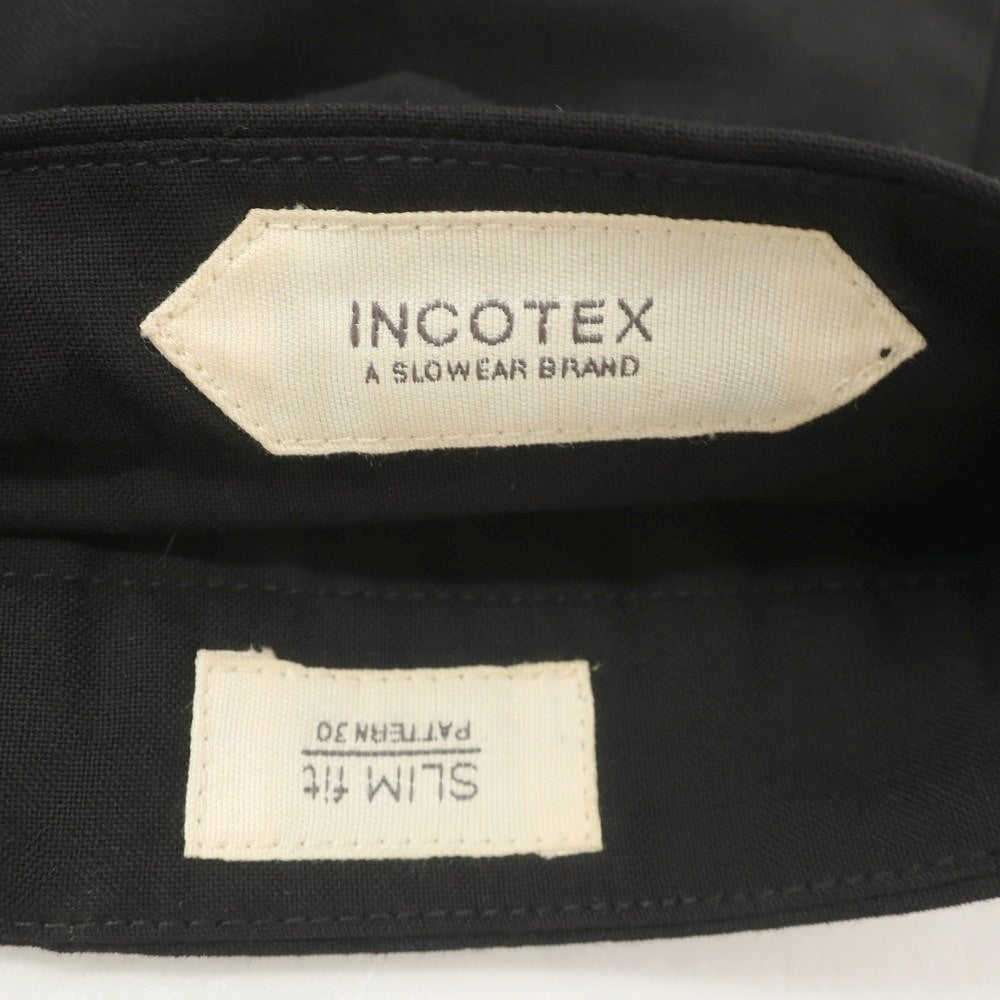 INCOTEX
A SLOWEAR BRAND
SLIM fit
PATTERN 30